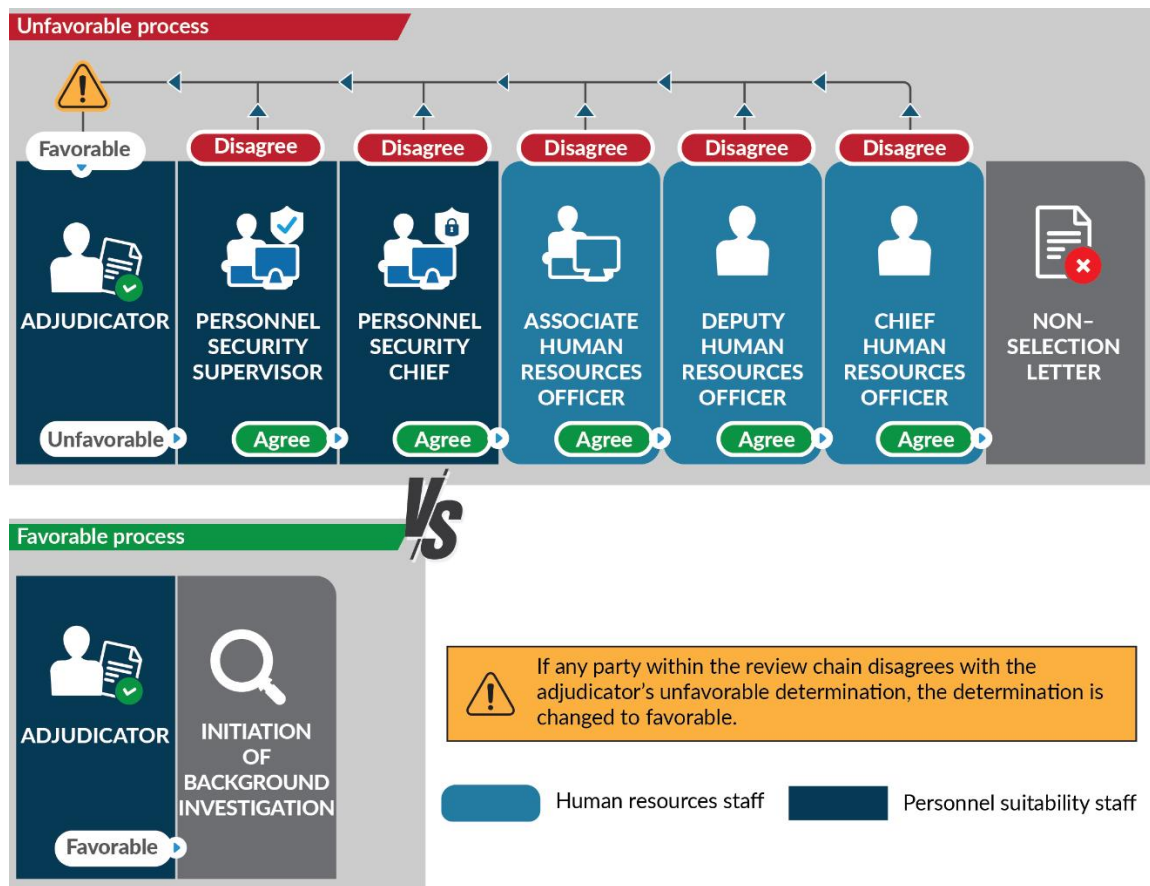 Unfavorable process
Favorable
Disagree
Disagree
Disagree
Disagree
Disagree
ADJUDICATOR
PERSONNEL
SECURITY
SUPERVISOR
PERSONNEL
SECURITY
CHIEF
ASSOCIATE
HUMAN
RESOURCES
OFFICER
DEPUTY
HUMAN
RESOURCES
OFFICER
CHIEF
HUMAN
RESOURCES
OFFICER
NON–
SELECTION
LETTER
Unfavorable
Agree
Agree
Agree
Agree
Agree
VS
Favorable process
ADJUDICATOR
INITIATION
OF
BACKGROUND
INVESTIGATION
Favorable
If any party within the review chain disagrees with the
adjudicator's unfavorable determination, the determination is
changed to favorable.
Human resources staff
Personnel suitability staff